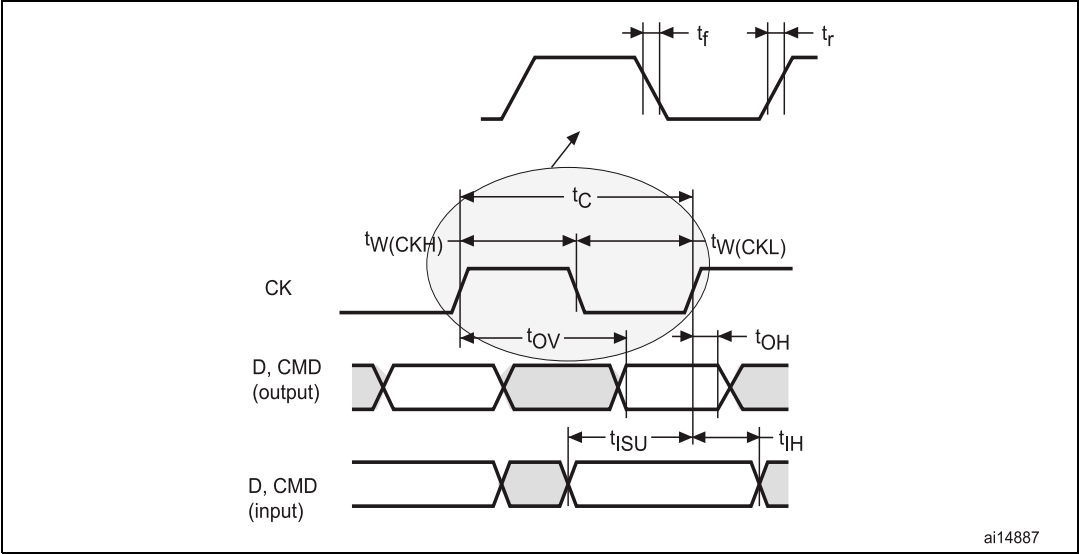 tf
tr
tC
tW(CKH)
tW(CKL)
CK
tOV
tOH
D, CMD
(output)
tISU
tIH
D, CMD
(input)
ai14887